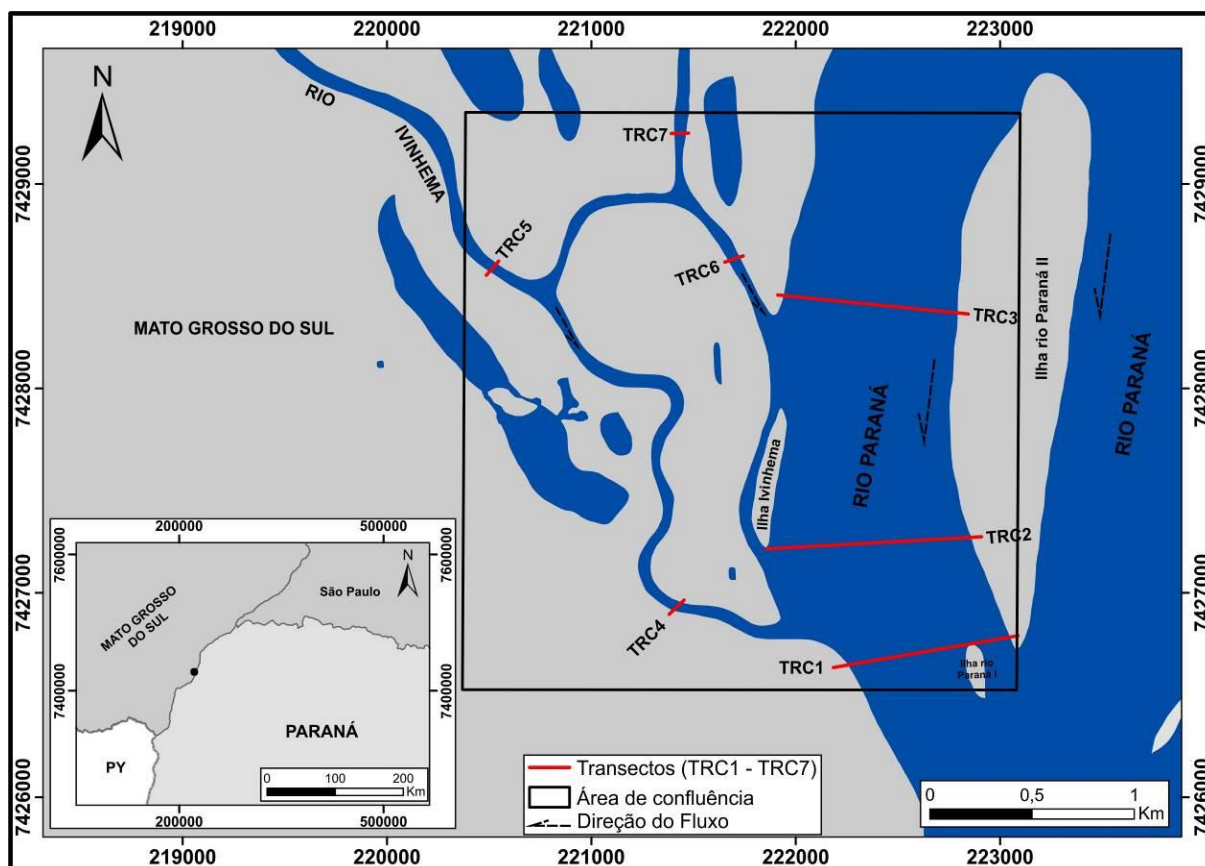 219000
220000
221000
222000
223000
N
RIO
IVINHEMA
TRC7
7429000
7429000
TRC5
TRC6
TRC3
Ilha rio Paraná II
MATO GROSSO DO SUL
7428000
7428000
RIO PARANÁ
RIO PARANÁ
Ilha Ivinhema
TRC2
7427000
7427000
TRC4
TRC1
Ilha rio
Paraná I
200000
500000
7600000
7600000
N
São Paulo
MATO GROSSO
DO SUL
7400000
7400000
PARANÁ
PY
0
100
200
Km
200000
500000
Transectos (TRC1 - TRC7)
Área de confluência
Direção do Fluxo
0
0,5
1
Km
7426000
7426000
219000
220000
221000
222000
223000